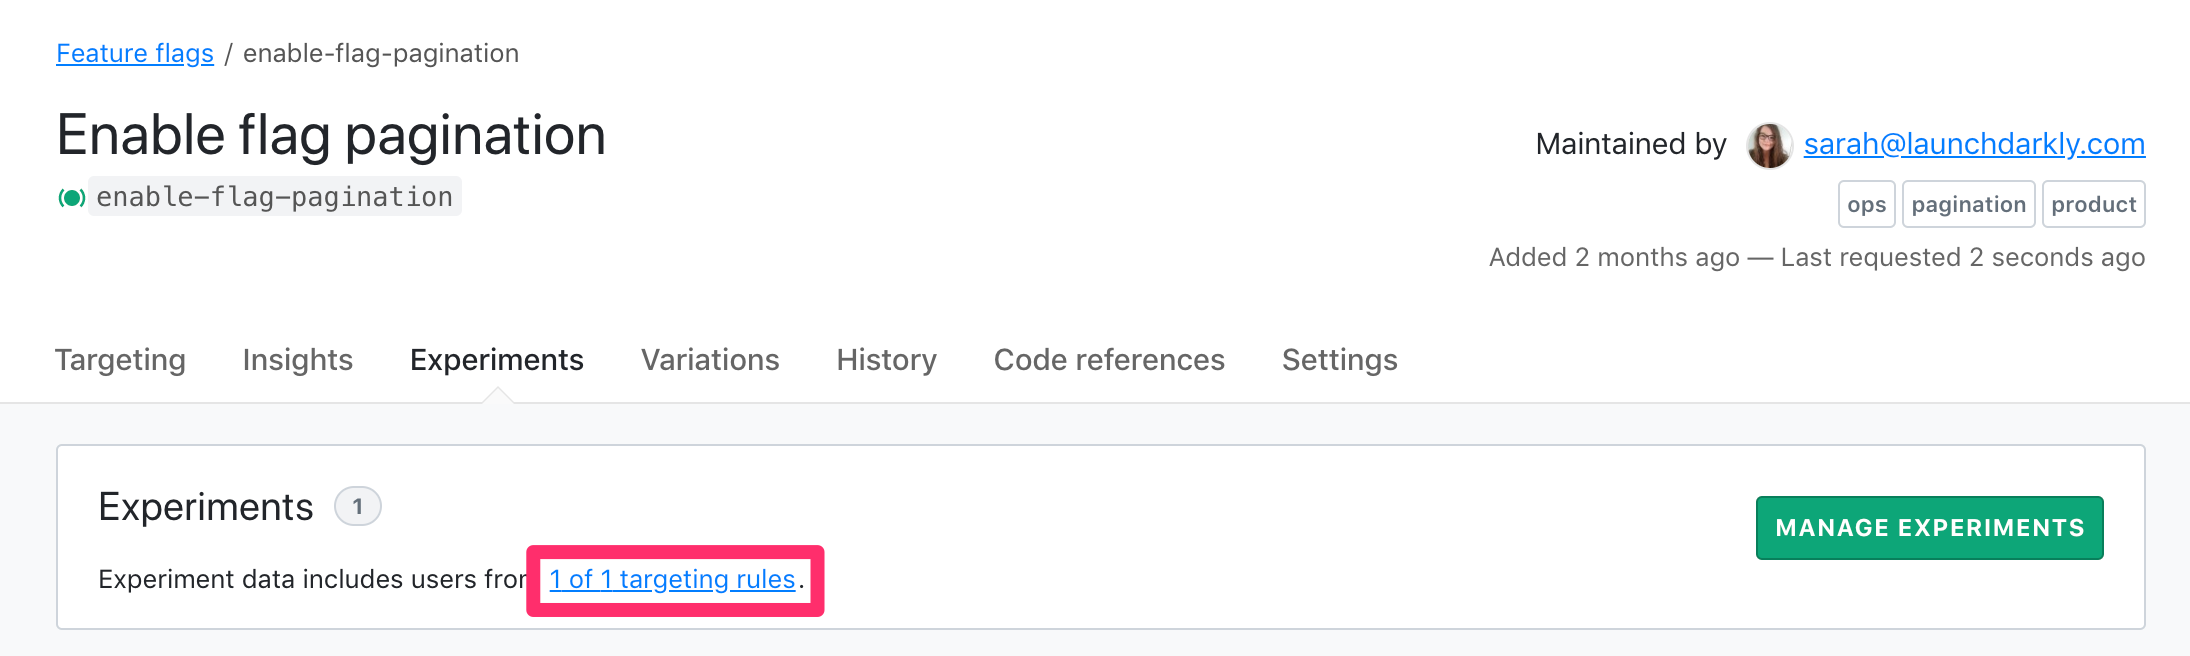 Feature flags / enable-flag-pagination
Enable flag pagination
enable-flag-pagination
Maintained by sarah@launchdarkly.com
ops pagination product
Added 2 months ago — Last requested 2 seconds ago
Targeting Insights Experiments Variations History Code references Settings
Experiments 1
MANAGE EXPERIMENTS
Experiment data includes users from 1 of 1 targeting rules.